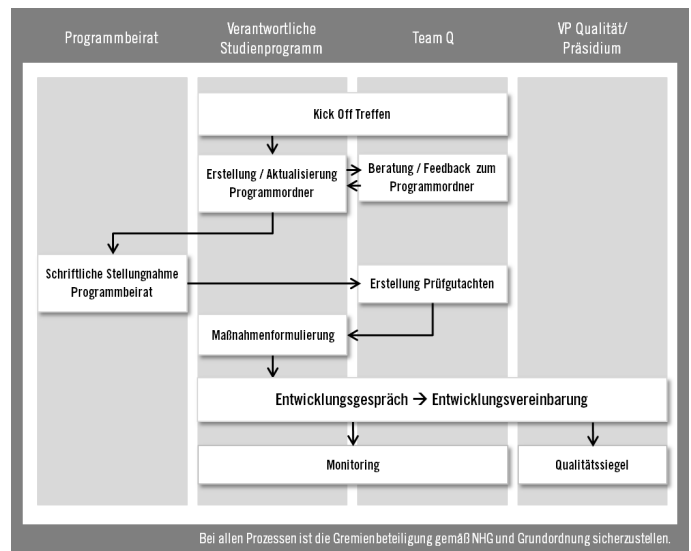 Programmbeirat
Verantwortliche
Studienprogramm
Team Q
VP Qualität/
Präsidium
Kick Off Treffen
Erstellung / Aktualisierung
Programmordner
Beratung / Feedback zum
Programmordner
Schriftliche Stellungnahme
Programmbeirat
Erstellung Prüfgutachten
Maßnahmenformulierung
Entwicklungsgespräch → Entwicklungsvereinbarung
Monitoring
Qualitätssiegel
Bei allen Prozessen ist die Gremienbeteiligung gemäß NHG und Grundordnung sicherzustellen.